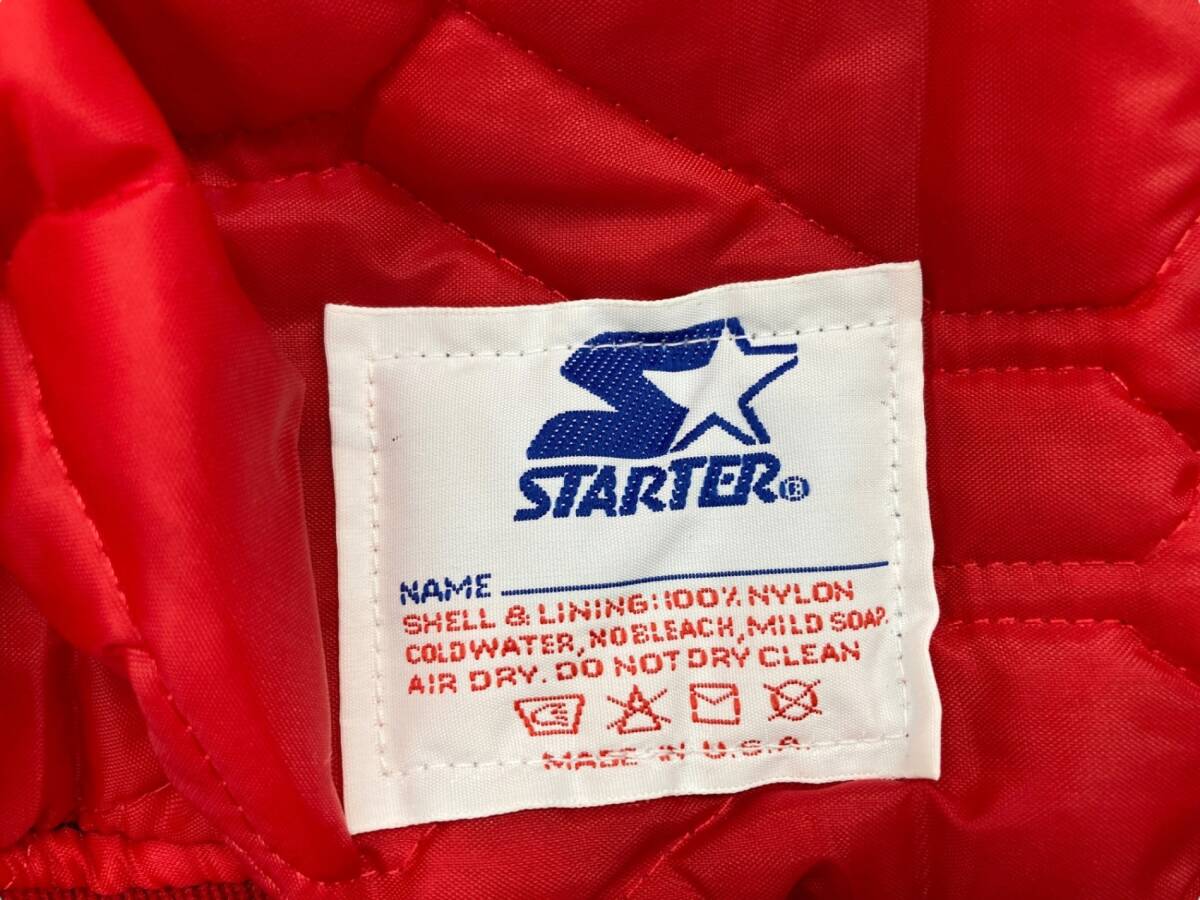 STARTER®
NAME
SHELL & LINING: 100% NYLON
COLD WATER, NO BLEACH, MILD SOAP.
AIR DRY. DO NOT DRY CLEAN
MADE IN U.S.A.